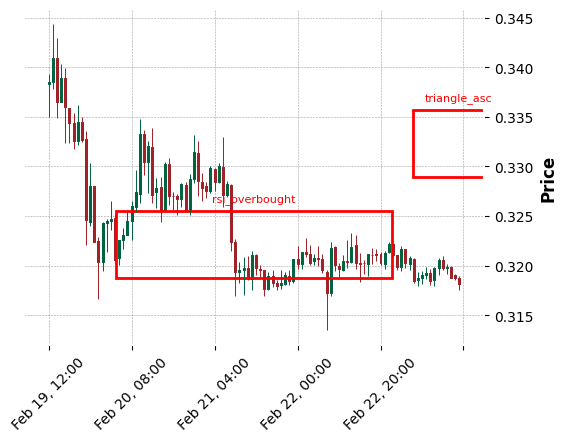 0.345
0.340
triangle_asc
0.335
0.330
Price
rsi_overbought
0.325
0.320
0.315
Feb 19, 12:00
Feb 20, 08:00
Feb 21, 04:00
Feb 22, 00:00
Feb 22, 20:00